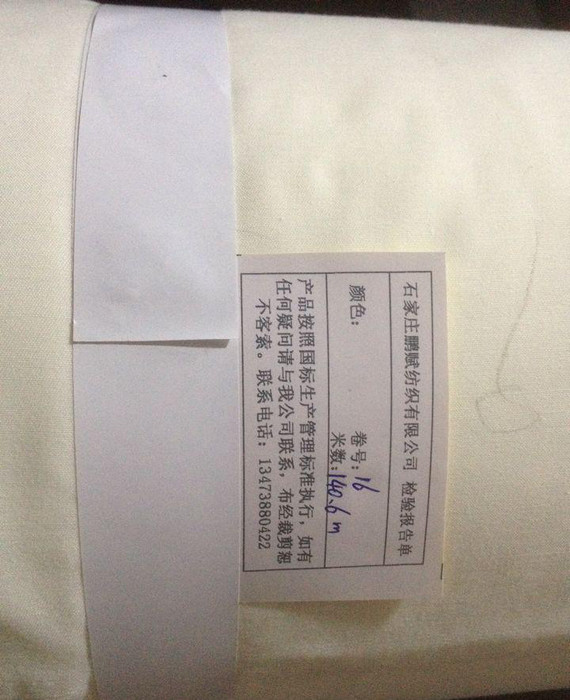 石家庄鹏赋纺织有限公司 检验报告单
颜色: 卷号: 16
米数: 140.6m
产品按照国标生产管理标准执行, 如有
任何疑问请与我公司联系, 布经裁剪恕
不客索。联系电话: 13473880422